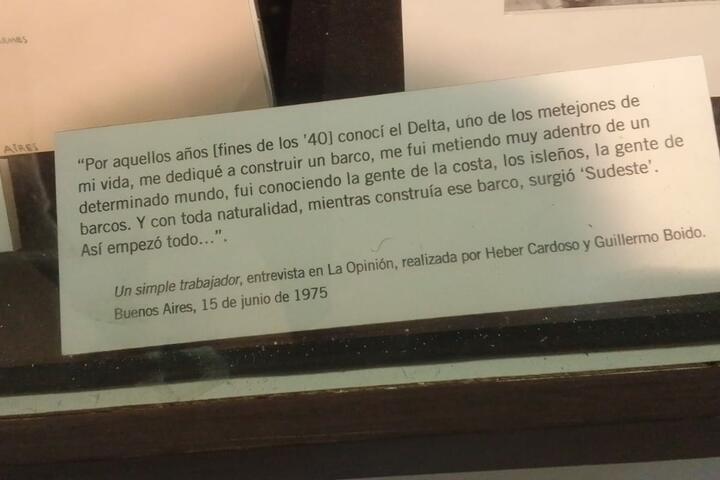 AIRES
"Por aquellos años [fines de los '40] conocí el Delta, uno de los metejones de
mi vida, me dediqué a construir un barco, me fui metiendo muy adentro de un
determinado mundo, fui conociendo la gente de la costa, los isleños, la gente de
barcos. Y con toda naturalidad, mientras construía ese barco, surgió 'Sudeste'.
Así empezó todo...".
Un simple trabajador, entrevista en La Opinión, realizada por Heber Cardoso y Guillermo Boido.
Buenos Aires, 15 de junio de 1975